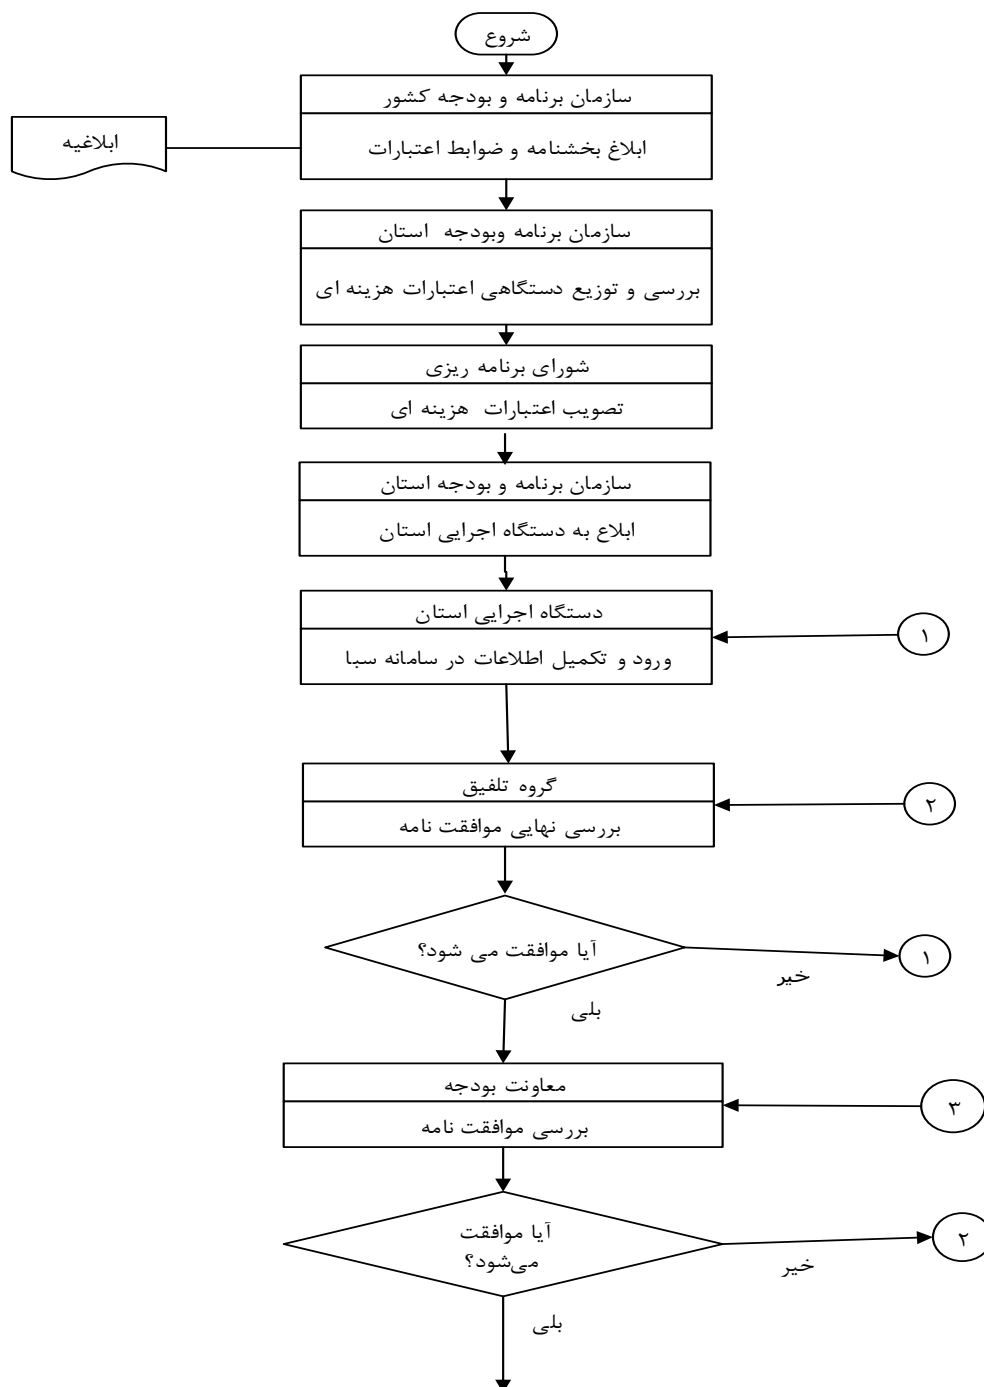 شروع
سازمان برنامه و بودجه کشور
ابلاغ بخشنامه و ضوابط اعتبارات
ابلاغیه
سازمان برنامه وبودجه استان
بررسی و توزیع دستگاهی اعتبارات هزینه ای
شورای برنامه ریزی
تصویب اعتبارات هزینه ای
سازمان برنامه و بودجه استان
ابلاع به دستگاه اجرایی استان
دستگاه اجرایی استان
ورود و تکمیل اطلاعات در سامانه سبا
۱
گروه تلفیق
بررسی نهایی موافقت نامه
۲
آیا موافقت می شود؟
خیر
۱
بلی
معاونت بودجه
بررسی موافقت نامه
۳
آیا موافقت
می‌شود؟
خیر
۲
بلی